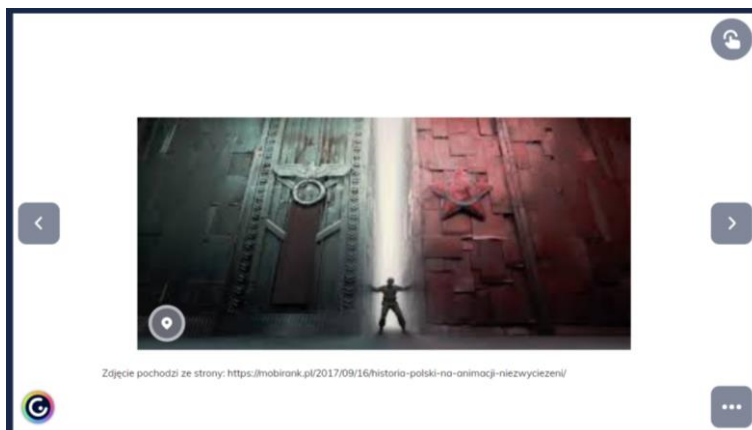 Zdjęcie pochodzi ze strony: https://mobirank.pl/2017/09/16/historia-polski-na-animacji-niezwyciezeni/